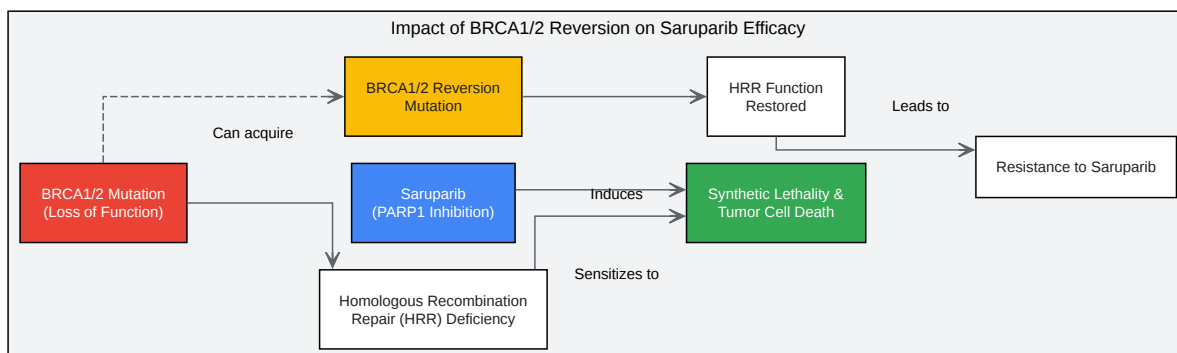 Impact of BRCA1/2 Reversion on Saruparib Efficacy
BRCA1/2 Reversion
Mutation
HRR Function
Restored
Leads to
Can acquire
Resistance to Saruparib
BRCA1/2 Mutation
(Loss of Function)
Saruparib
(PARP1 Inhibition)
Induces
Synthetic Lethality &
Tumor Cell Death
Sensitizes to
Homologous Recombination
Repair (HRR) Deficiency